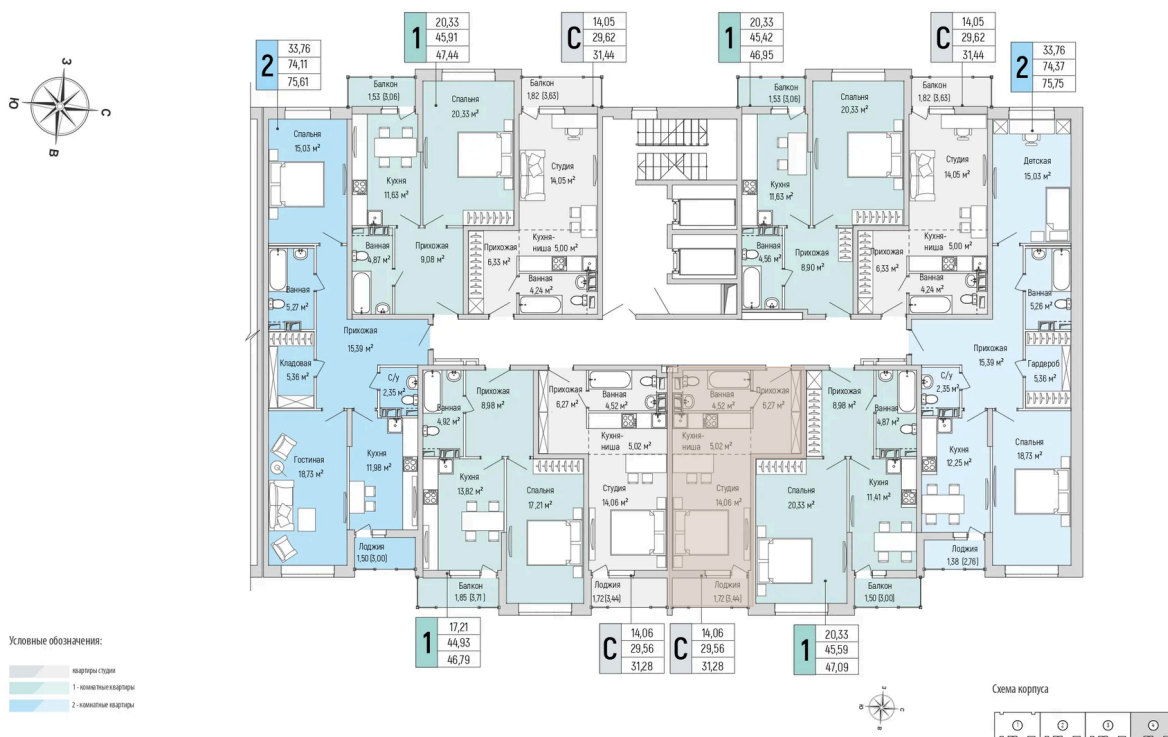 З
Ю
С
В
2
33,76
74,11
75,61
1
20,33
45,91
47,44
С
14,05
29,62
31,44
1
20,33
45,42
46,95
С
14,05
29,62
31,44
2
33,76
74,37
75,75
Балкон
1,53 (3,06)
Спальня
20,33 м²
Балкон
1,82 (3,63)
Балкон
1,53 (3,06)
Спальня
20,33 м²
Балкон
1,82 (3,63)
Спальня
15,03 м²
Кухня
11,63 м²
Студия
14,05 м²
Кухня
11,63 м²
Студия
14,05 м²
Детская
15,03 м²
Ванная
4,87 м²
Прихожая
9,08 м²
Прихожая
6,33 м²
Кухня-
ниша 5,00 м²
Ванная
4,24 м²
Ванная
4,56 м²
Прихожая
8,90 м²
Прихожая
6,33 м²
Кухня-
ниша 5,00 м²
Ванная
4,24 м²
Ванная
5,27 м²
Ванная
5,26 м²
Прихожая
15,39 м²
Прихожая
15,39 м²
Кладовая
5,36 м²
С/у
2,35 м²
Ванная
4,92 м²
Прихожая
8,98 м²
Прихожая
6,27 м²
Ванная
4,52 м²
Ванная
4,52 м²
Прихожая
6,27 м²
Прихожая
8,98 м²
Ванная
4,87 м²
С/у
2,35 м²
Гардероб
5,36 м²
Гостиная
18,73 м²
Кухня
11,98 м²
Кухня
13,82 м²
Спальня
17,21 м²
Кухня-
ниша 5,02 м²
Студия
14,06 м²
Кухня-
ниша 5,02 м²
Студия
14,06 м²
Спальня
20,33 м²
Кухня
11,41 м²
Кухня
12,25 м²
Спальня
18,73 м²
Лоджия
1,50 (3,00)
Балкон
1,85 (3,71)
Лоджия
1,72 (3,44)
Лоджия
1,72 (3,44)
Балкон
1,50 (3,00)
Лоджия
1,38 (2,76)
1
17,21
44,93
46,79
С
14,06
29,56
31,28
С
14,06
29,56
31,28
1
20,33
45,59
47,09
Условные обозначения:
квартиры студии
1 - комнатные квартиры
2 - комнатные квартиры
З
Ю
С
В
Схема корпуса
1
2
3
4